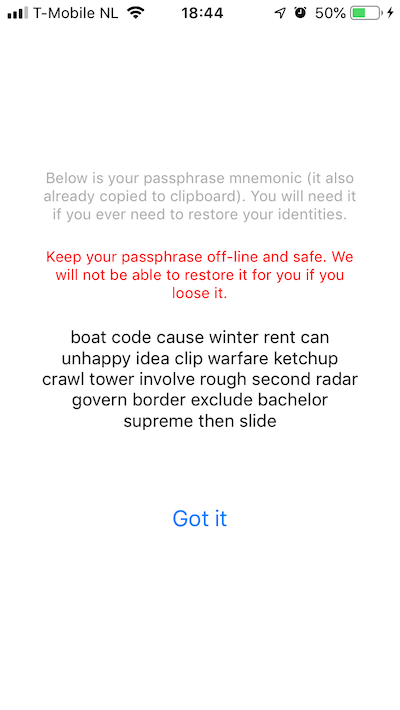 T-Mobile NL 18:44 50%
Below is your passphrase mnemonic (it also
already copied to clipboard). You will need it
if you ever need to restore your identities.
Keep your passphrase off-line and safe. We
will not be able to restore it for you if you
loose it.
boat code cause winter rent can
unhappy idea clip warfare ketchup
crawl tower involve rough second radar
govern border exclude bachelor
supreme then slide
Got it